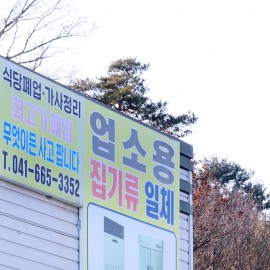 식당폐업·가사정리
최고가 매입
무엇이든 사고 팝니다
T. 041-665-3352
업소용
집기류 일체